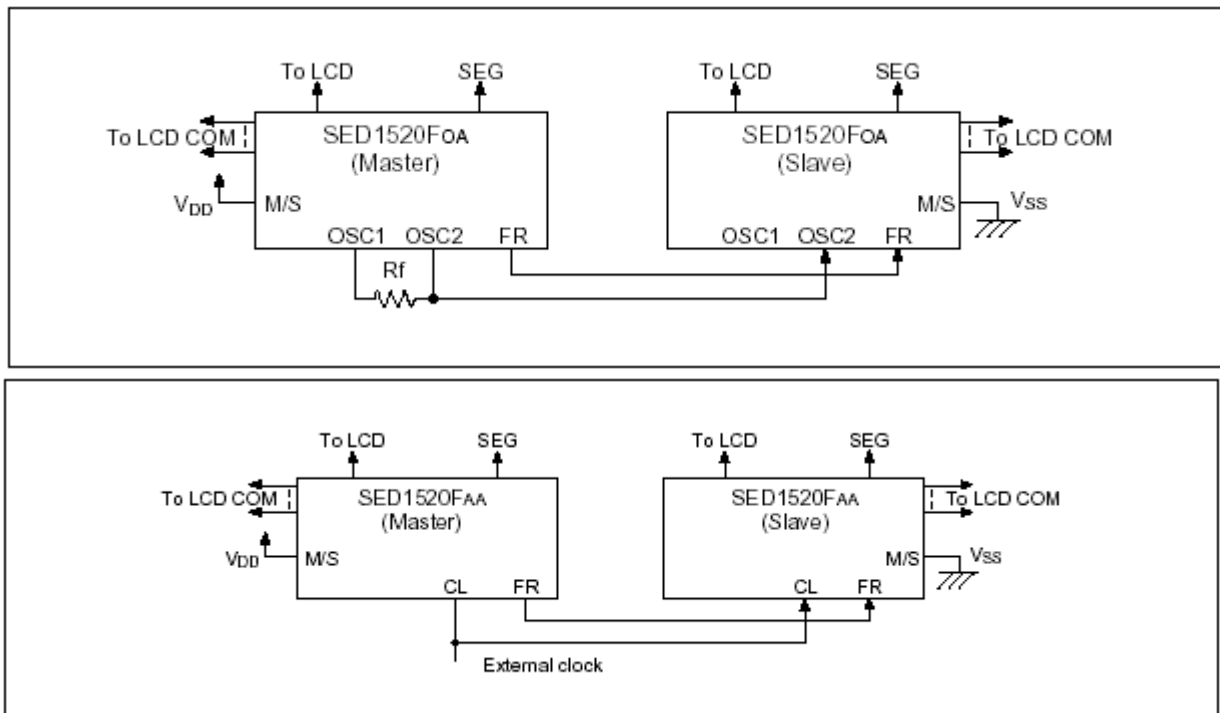 To LCD SEG To LCD SEG
To LCD COM SED1520FOA (Master) SED1520FOA (Slave) To LCD COM
VDD M/S M/S VSS
OSC1 OSC2 FR OSC1 OSC2 FR
Rf
To LCD SEG To LCD SEG
To LCD COM SED1520FAA (Master) SED1520FAA (Slave) To LCD COM
VDD M/S M/S VSS
CL FR CL FR
External clock